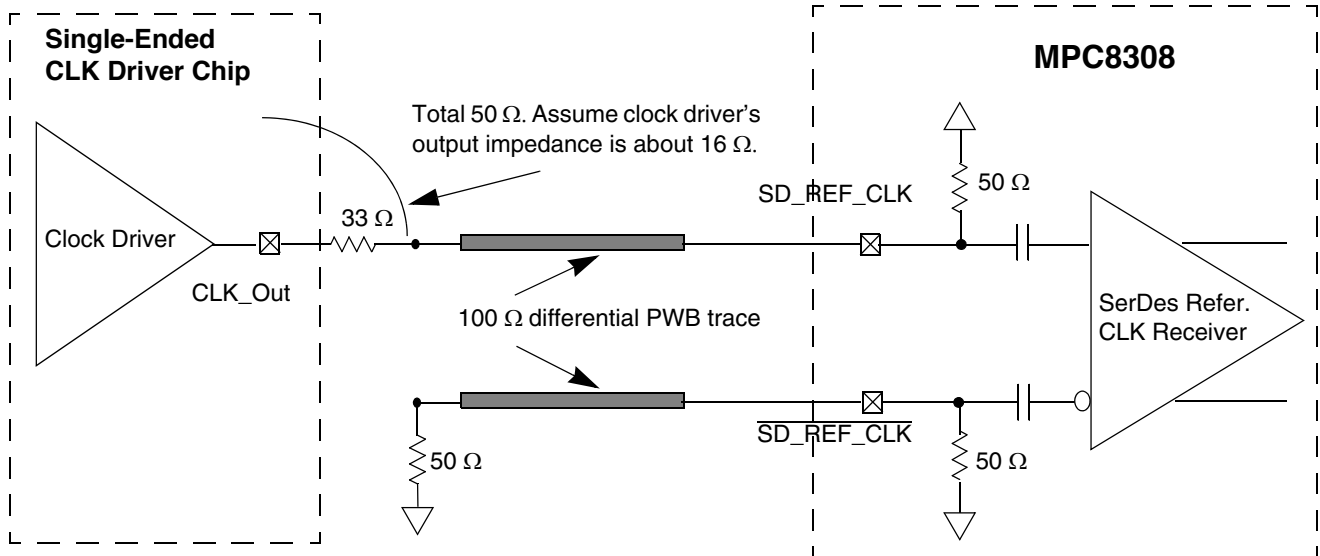 Single-Ended
CLK Driver Chip
MPC8308
Total 50 Ω. Assume clock driver's
output impedance is about 16 Ω.
SD_REF_CLK
50 Ω
33 Ω
Clock Driver
CLK_Out
100 Ω differential PWB trace
SerDes Refer.
CLK Receiver
SD_REF_CLK
50 Ω
50 Ω